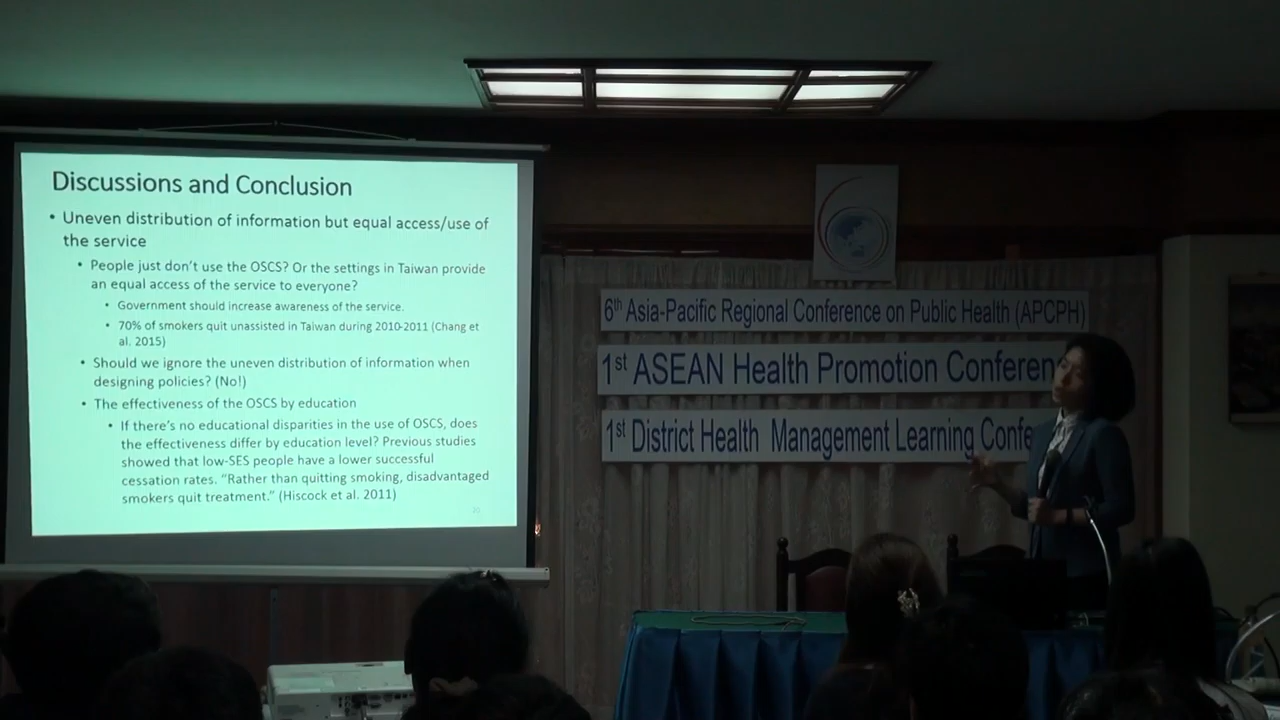 Discussions and Conclusion
• Uneven distribution of information but equal access/use of
the service
• People just don't use the OSCS? Or the settings in Taiwan provide
an equal access of the service to everyone?
• Government should increase awareness of the service.
• 70% of smokers quit unassisted in Taiwan during 2010-2011 (Chang et
al. 2015)
• Should we ignore the uneven distribution of information when
designing policies? (No!)
• The effectiveness of the OSCS by education
• If there's no educational disparities in the use of OSCS, does
the effectiveness differ by education level? Previous studies
showed that low-SES people have a lower successful
cessation rates. "Rather than quitting smoking, disadvantaged
smokers quit treatment." (Hiscock et al. 2011)
6th Asia-Pacific Regional Conference on Public Health (APCPH)
1st ASEAN Health Promotion Conferen
1st District Health Management Learning Confe